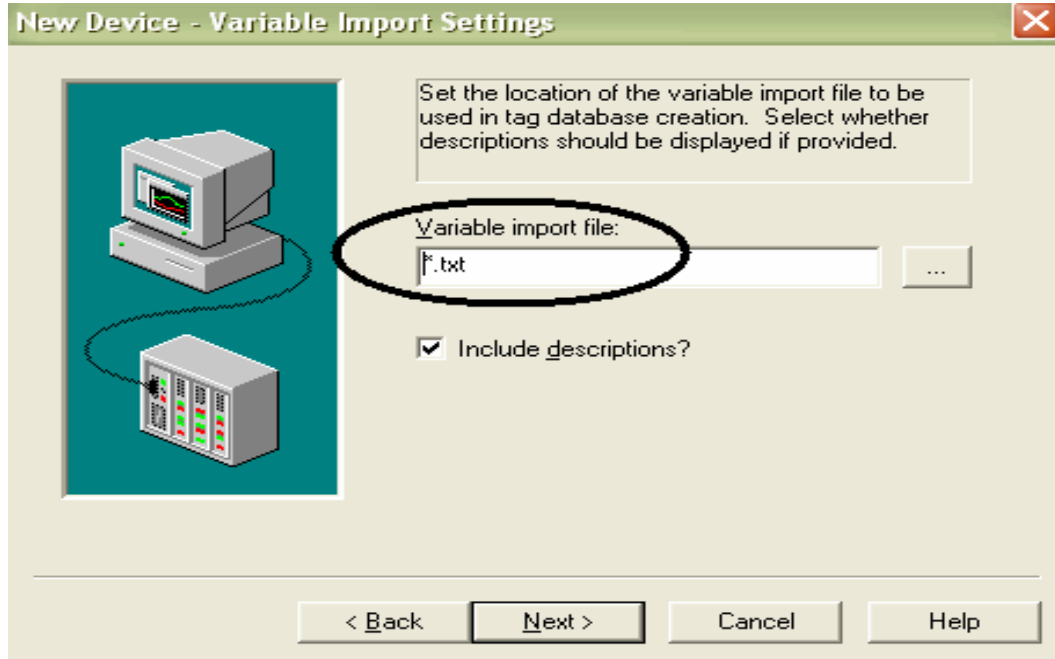 New Device - Variable Import Settings
Set the location of the variable import file to be
used in tag database creation. Select whether
descriptions should be displayed if provided.
Variable import file:
*.txt
...
Include descriptions?
< Back
Next >
Cancel
Help